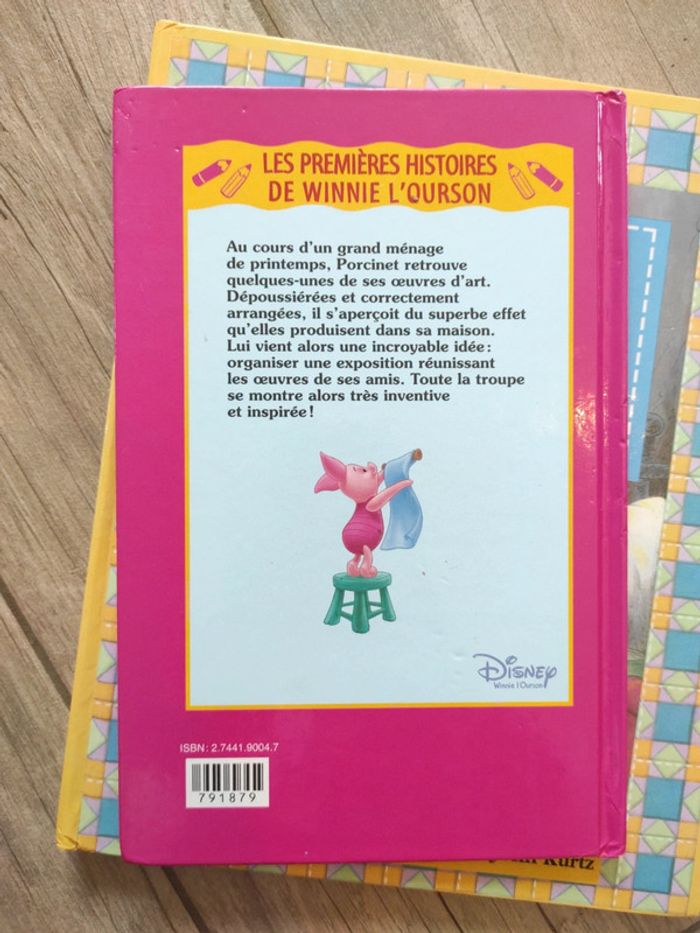 LES PREMIÈRES HISTOIRES
DE WINNIE L'OURSON
Au cours d'un grand ménage
de printemps, Porcinet retrouve
quelques-unes de ses œuvres d'art.
Dépoussiérées et correctement
arrangées, il s'aperçoit du superbe effet
qu'elles produisent dans sa maison.
Lui vient alors une incroyable idée :
organiser une exposition réunissant
les œuvres de ses amis. Toute la troupe
se montre alors très inventive
et inspirée !
Disney
Winnie l'Ourson
ISBN : 2.7441.9004.7
791879
Kurtz